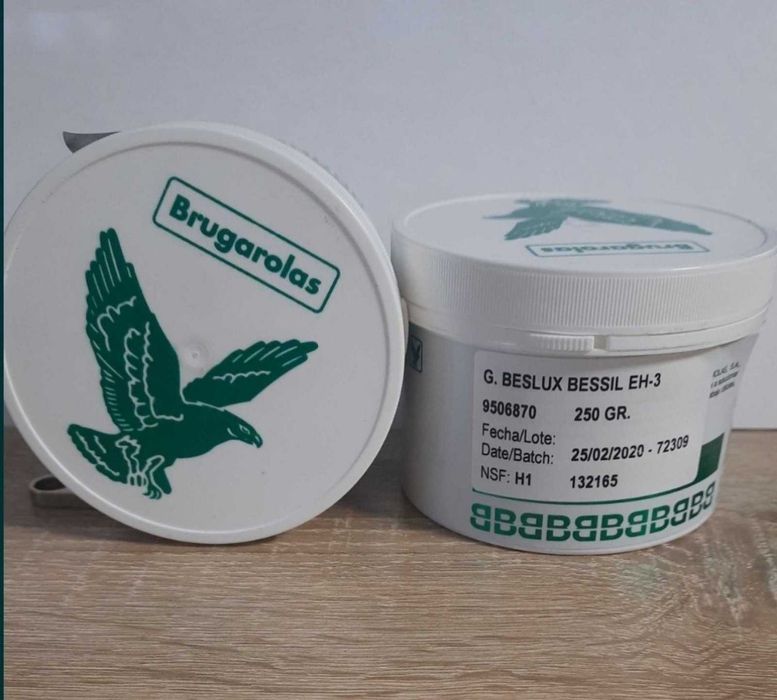 Brugarolas
Brugarolas
G. BESLUX BESSIL EH-3
9506870 250 GR.
Fecha/Lote:
Date/Batch: 25/02/2020 - 72309
NSF: H1 132165
BBBBBBBBB